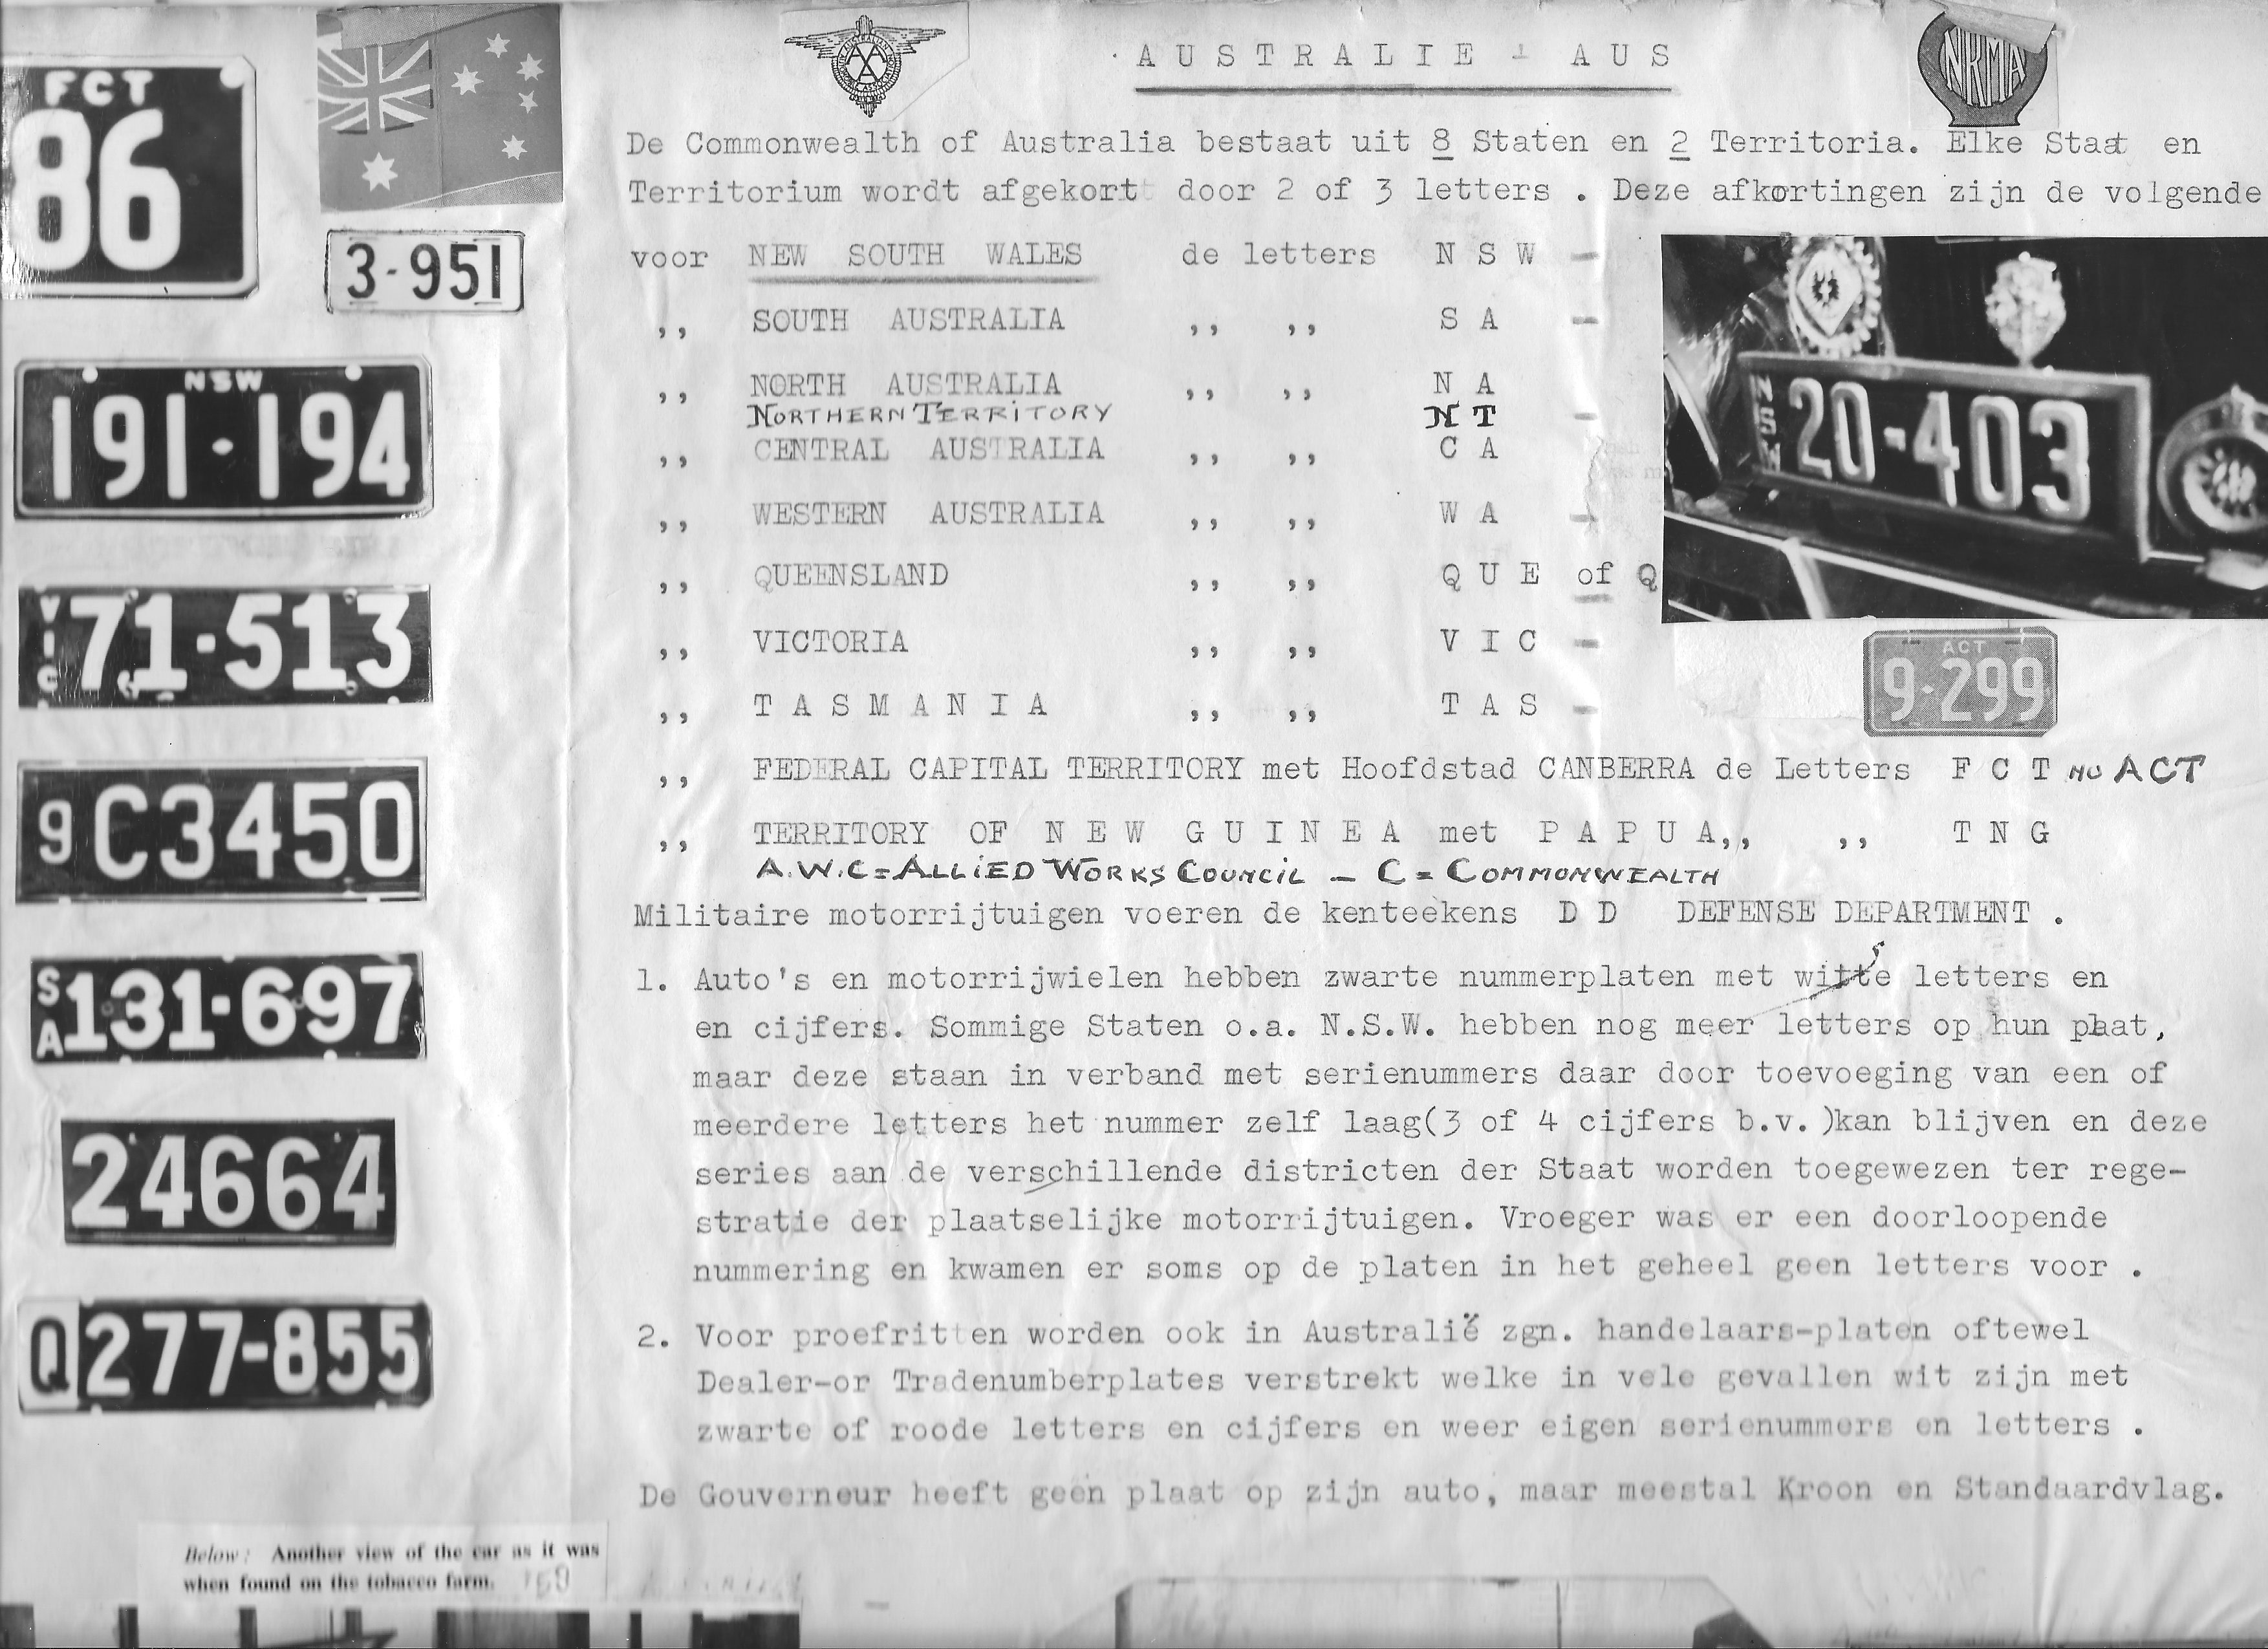 FCT
86
3-951
NSW
191-194
VIC 71-513
9 C3450
SA 131-697
24664
Q 277-855
Below: Another view of the car as it was
when found on the tobacco farm.
AUSTRALIE - AUS
NRMA
De Commonwealth of Australia bestaat uit 8 Staten en 2 Territoria. Elke Staat en
Territorium wordt afgekort door 2 of 3 letters . Deze afkortingen zijn de volgende
voor NEW SOUTH WALES de letters N S W -
,, SOUTH AUSTRALIA ,, ,, S A -
,, NORTH AUSTRALIA ,, ,, N A
NORTHERN TERRITORY NT -
,, CENTRAL AUSTRALIA ,, ,, C A
,, WESTERN AUSTRALIA ,, ,, W A -
,, QUEENSLAND ,, ,, Q U E of Q
,, VICTORIA ,, ,, V I C -
,, T A S M A N I A ,, ,, T A S -
NSW 20-403
ACT
9-299
,, FEDERAL CAPITAL TERRITORY met Hoofdstad CANBERRA de Letters F C T NU ACT
,, TERRITORY OF N E W G U I N E A met P A P U A,, ,, T N G
A.W.C=ALLIED WORKS COUNCIL - C = COMMONWEALTH
Militaire motorrijtuigen voeren de kenteekens D D DEFENSE DEPARTMENT .
1. Auto's en motorrijwielen hebben zwarte nummerplaten met witte letters en
en cijfers. Sommige Staten o.a. N.S.W. hebben nog meer letters op hun plaat,
maar deze staan in verband met serienummers daar door toevoeging van een of
meerdere letters het nummer zelf laag(3 of 4 cijfers b.v.)kan blijven en deze
series aan de verschillende districten der Staat worden toegewezen ter rege-
stratie der plaatselijke motorrijtuigen. Vroeger was er een doorloopende
nummering en kwamen er soms op de platen in het geheel geen letters voor .
2. Voor proefritten worden ook in Australië zgn. handelaars-platen oftewel
Dealer-or Tradenumberplates verstrekt welke in vele gevallen wit zijn met
zwarte of roode letters en cijfers en weer eigen serienummers en letters .
De Gouverneur heeft geen plaat op zijn auto, maar meestal Kroon en Standaardvlag.